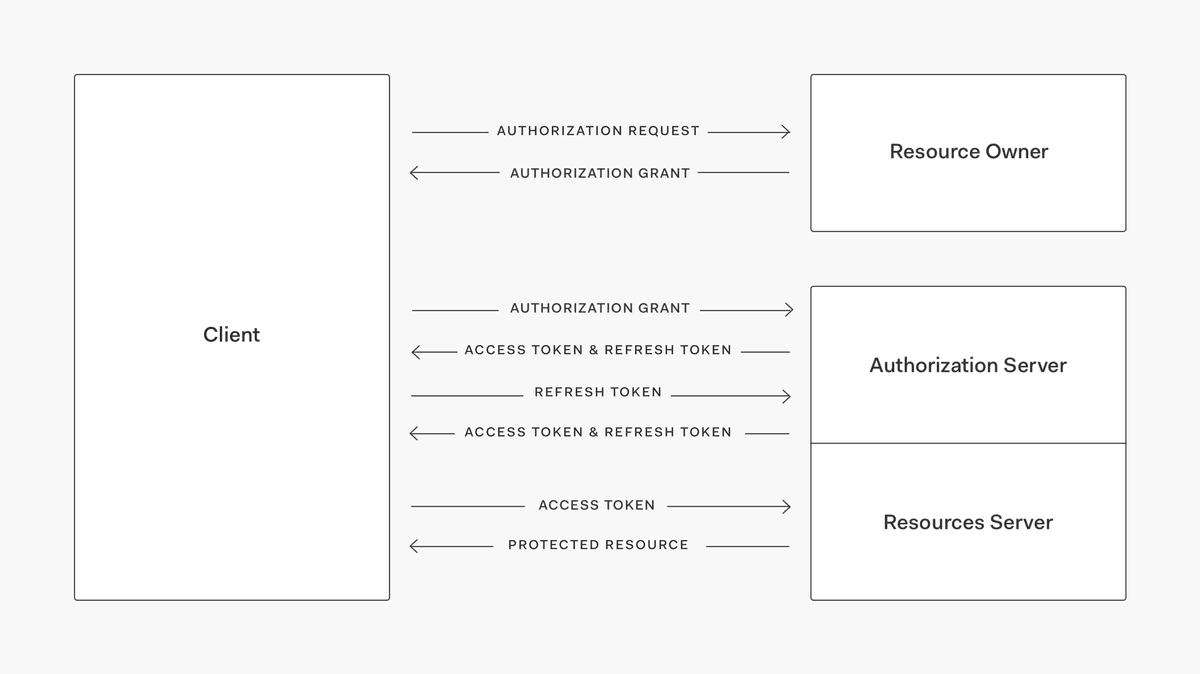 AUTHORIZATION REQUEST
AUTHORIZATION GRANT
Resource Owner
Client
AUTHORIZATION GRANT
ACCESS TOKEN & REFRESH TOKEN
REFRESH TOKEN
ACCESS TOKEN & REFRESH TOKEN
Authorization Server
ACCESS TOKEN
PROTECTED RESOURCE
Resources Server